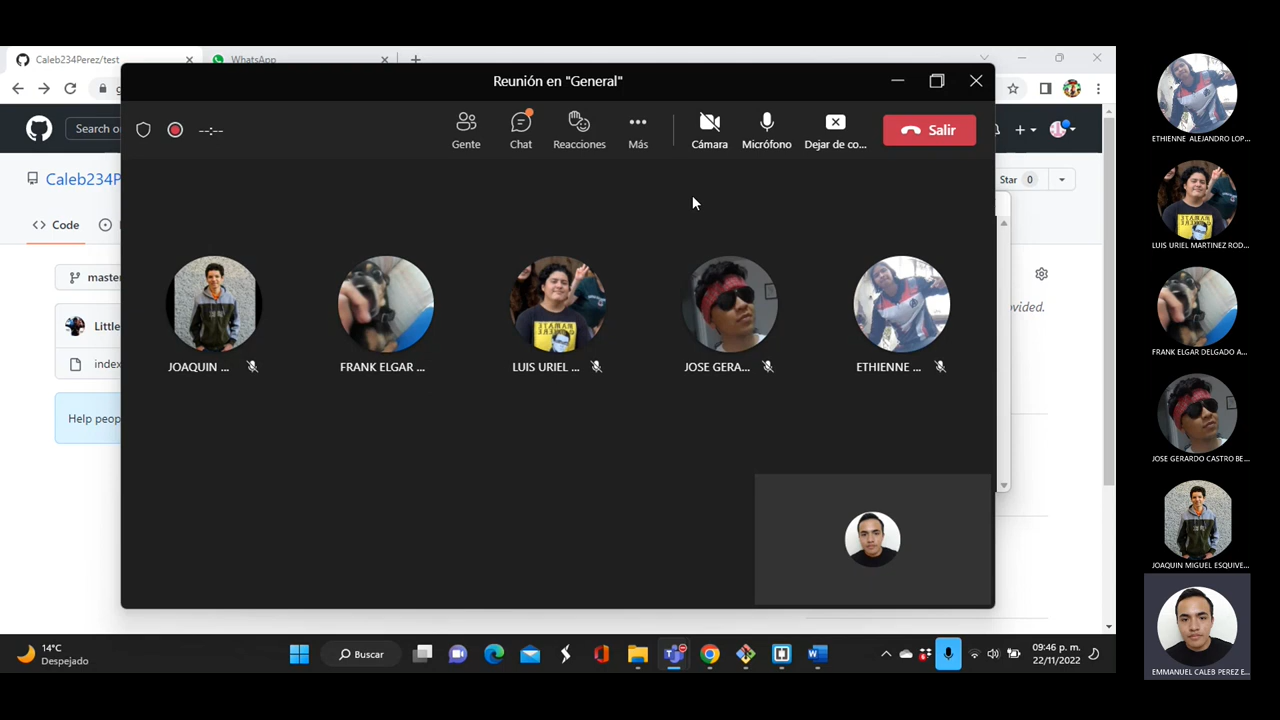 Caleb234Perez/test
WhatsApp
Reunión en "General"
Search o
--:--
Gente
Chat
Reacciones
Más
Cámara
Micrófono
Dejar de co...
Salir
Caleb234P
Star 0
Code
master
Little
index
Help peop
ovided.
JOAQUIN ...
FRANK ELGAR ...
LUIS URIEL ...
JOSE GERA...
ETHIENNE ...
ETHIENNE ALEJANDRO LOP...
LUIS URIEL MARTINEZ ROD...
FRANK ELGAR DELGADO A...
JOSE GERARDO CASTRO BE...
JOAQUIN MIGUEL ESQUIVE...
EMMANUEL CALEB PEREZ E...
14°C
Despejado
Buscar
09:46 p. m.
22/11/2022